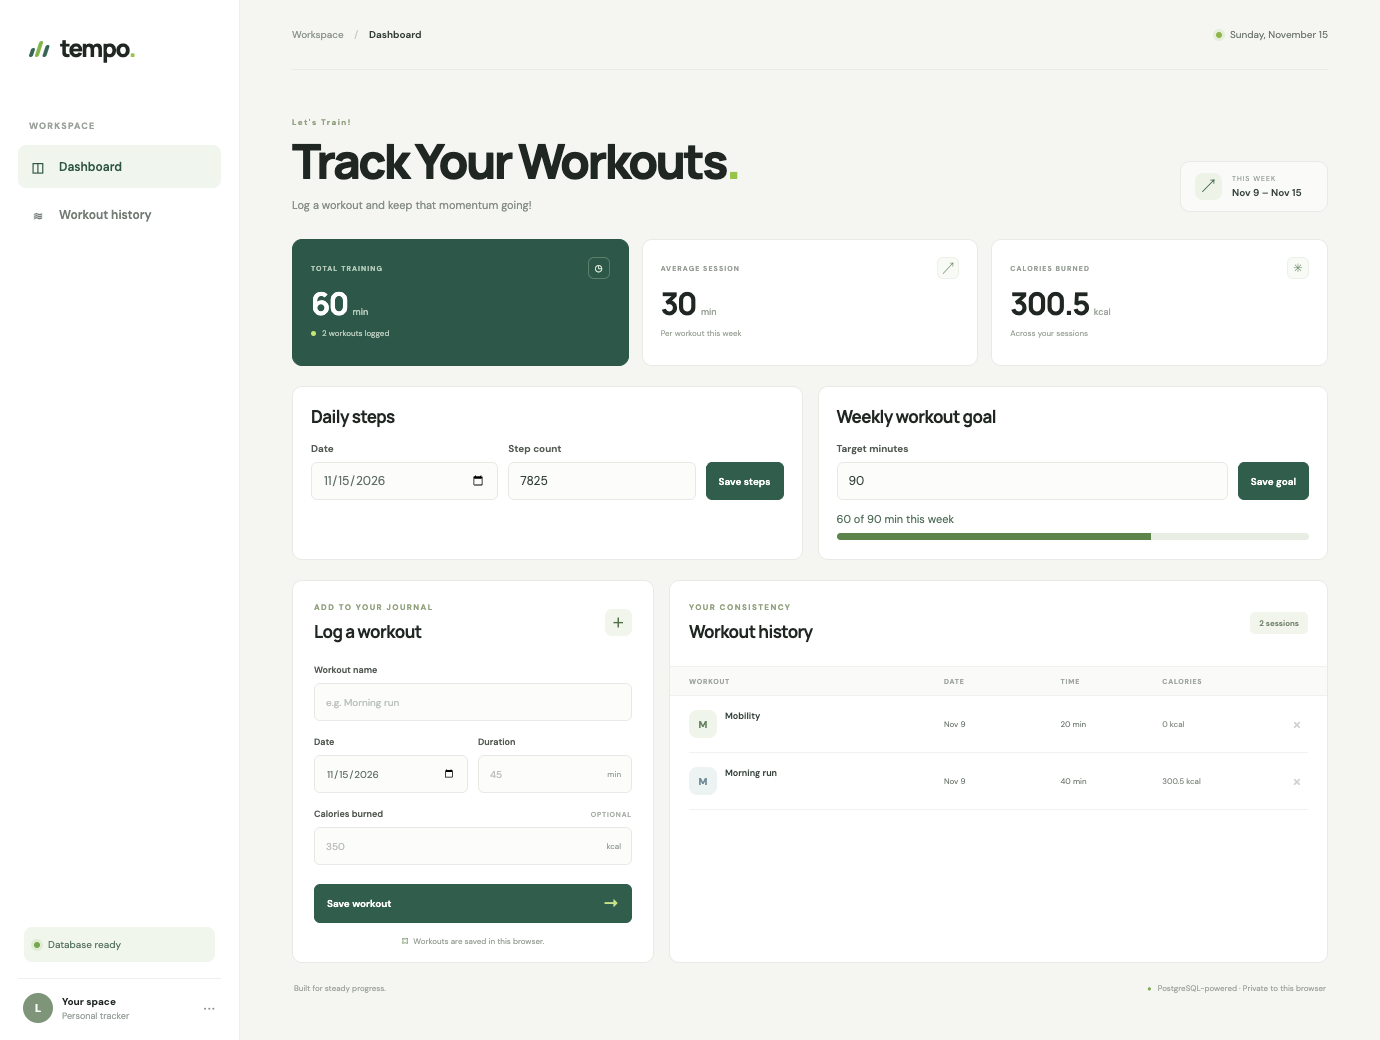 tempo.
WORKSPACE
Dashboard
Workout history
Database ready
L
Your space
Personal tracker
...
Workspace / Dashboard
Sunday, November 15
Let's Train!
Track Your Workouts.
Log a workout and keep that momentum going!
THIS WEEK
Nov 9 – Nov 15
TOTAL TRAINING
60 min
2 workouts logged
AVERAGE SESSION
30 min
Per workout this week
CALORIES BURNED
300.5 kcal
Across your sessions
Daily steps
Date
Step count
11/15/2026
7825
Save steps
Weekly workout goal
Target minutes
90
Save goal
60 of 90 min this week
ADD TO YOUR JOURNAL
Log a workout
+
Workout name
e.g. Morning run
Date
Duration
11/15/2026
45 min
Calories burned
OPTIONAL
350 kcal
Save workout →
Workouts are saved in this browser.
YOUR CONSISTENCY
Workout history
2 sessions
WORKOUT DATE TIME CALORIES
M Mobility Nov 9 20 min 0 kcal ×
M Morning run Nov 9 40 min 300.5 kcal ×
Built for steady progress.
PostgreSQL-powered · Private to this browser